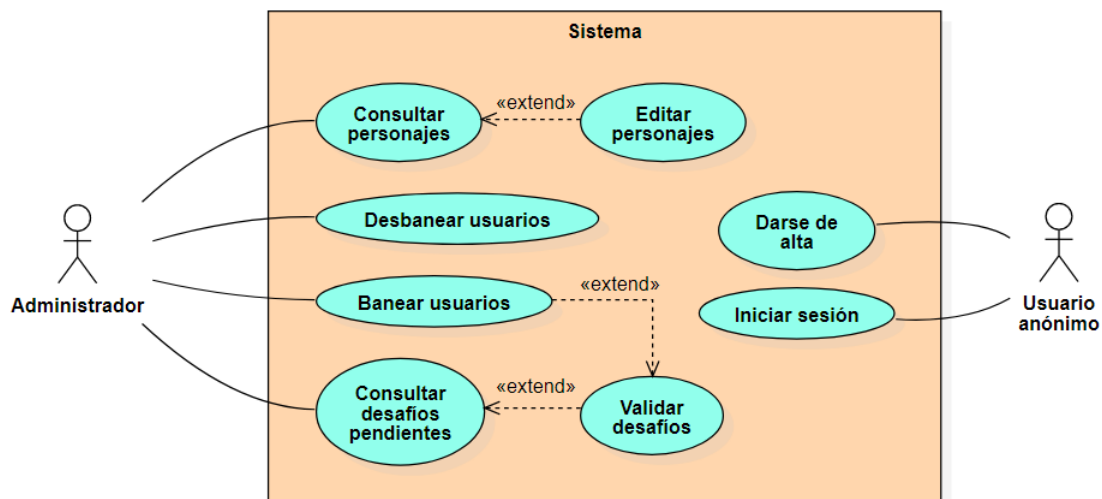 Sistema
Consultar
personajes
«extend»
Editar
personajes
Desbanear usuarios
Darse de
alta
Administrador
Banear usuarios
«extend»
Iniciar sesión
Usuario
anónimo
Consultar
desafíos
pendientes
«extend»
Validar
desafíos